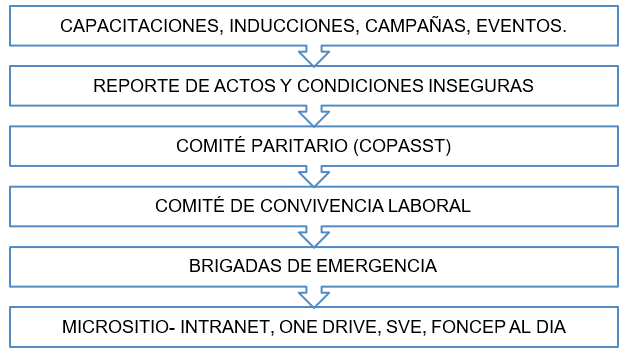 CAPACITACIONES, INDUCCIONES, CAMPAÑAS, EVENTOS.
REPORTE DE ACTOS Y CONDICIONES INSEGURAS
COMITÉ PARITARIO (COPASST)
COMITÉ DE CONVIVENCIA LABORAL
BRIGADAS DE EMERGENCIA
MICROSITIO- INTRANET, ONE DRIVE, SVE, FONCEP AL DIA